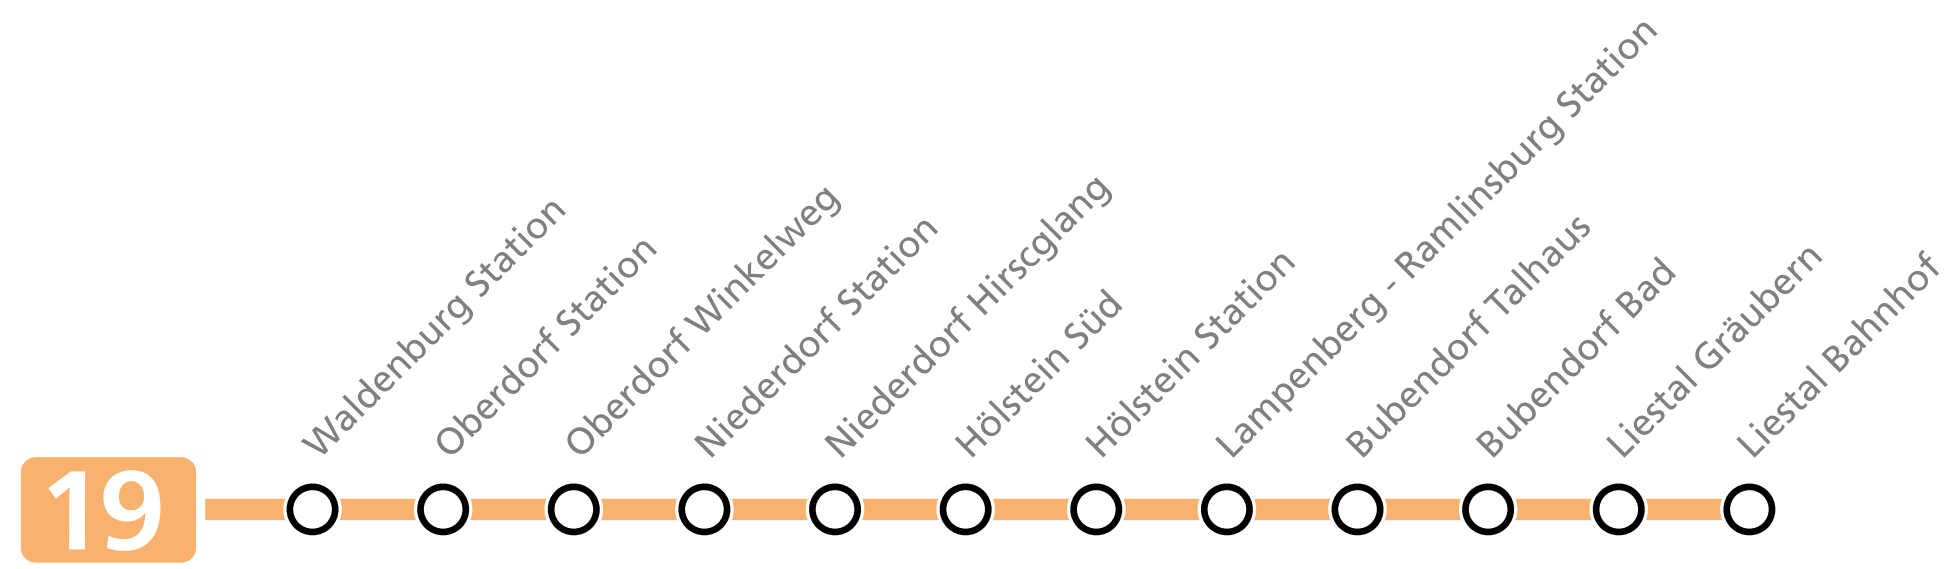 19
Waldenburg Station
Oberdorf Station
Oberdorf Winkelweg
Niederdorf Station
Niederdorf Hirscglang
Hölstein Süd
Hölstein Station
Lampenberg - Ramlinsburg Station
Bubendorf Talhaus
Bubendorf Bad
Liestal Gräubern
Liestal Bahnhof